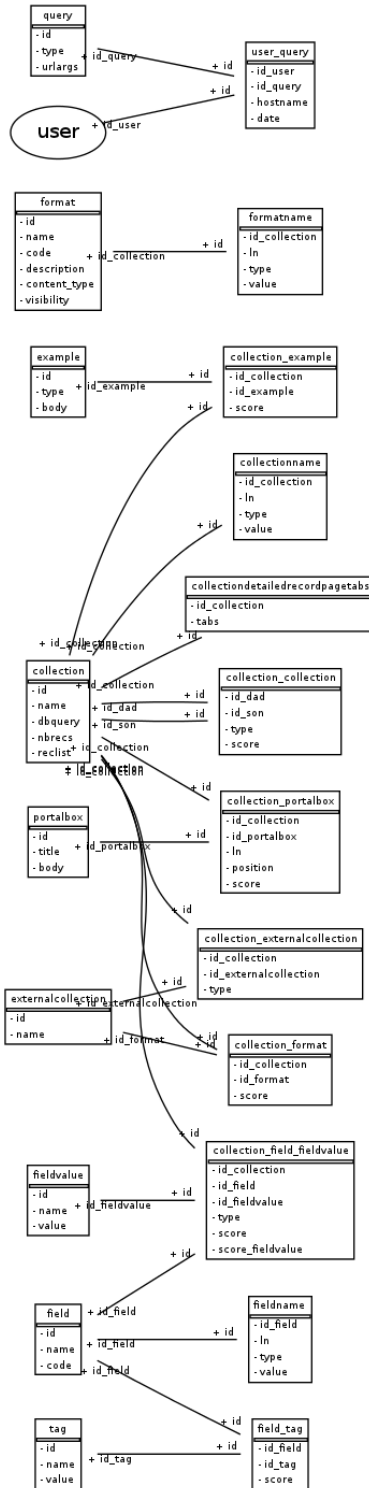 query
- id
- type
- urlargs
+ id_query
+ id
user_query
- id_user
- id_query
- hostname
- date
user
+ id_user
+ id
format
- id
- name
- code
- description
- content_type
- visibility
+ id_collection
+ id
formatname
- id_collection
- ln
- type
- value
example
- id
- type
- body
+ id_example
+ id
collection_example
- id_collection
- id_example
- score
+ id
collectionname
- id_collection
- ln
- type
- value
+ id
collectiondetailedrecordpagetabs
- id_collection
- tabs
+ id
+ id_collection
+ id_collection
collection
- id
- name
- dbquery
- nbrecs
- reclist
+ id_collection
+ id_dad
+ id_son
+ id_collection
+ id_collection
+ id_collection
+ id
+ id
collection_collection
- id_dad
- id_son
- type
- score
+ id
collection_portalbox
- id_collection
- id_portalbox
- ln
- position
- score
portalbox
- id
- title
- body
+ id_portalbox
+ id
+ id
collection_externalcollection
- id_collection
- id_externalcollection
- type
externalcollection
- id
- name
+ id_externalcollection
+ id
+ id_format
+ id
+ id
collection_format
- id_collection
- id_format
- score
+ id
collection_field_fieldvalue
- id_collection
- id_field
- id_fieldvalue
- type
- score
- score_fieldvalue
fieldvalue
- id
- name
- value
+ id_fieldvalue
+ id
+ id
field
- id
- name
- code
+ id_field
+ id_field
+ id_field
+ id
fieldname
- id_field
- ln
- type
- value
+ id
tag
- id
- name
- value
+ id_tag
+ id
field_tag
- id_field
- id_tag
- score